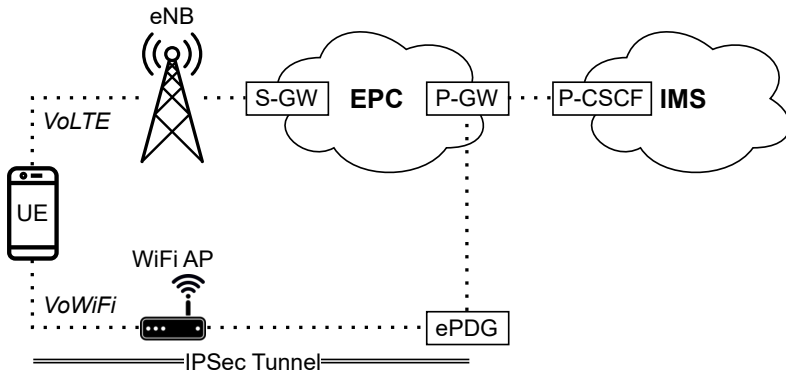 eNB
S-GW
EPC
P-GW
P-CSCF
IMS
VoLTE
UE
WiFi AP
VoWiFi
ePDG
IPSec Tunnel